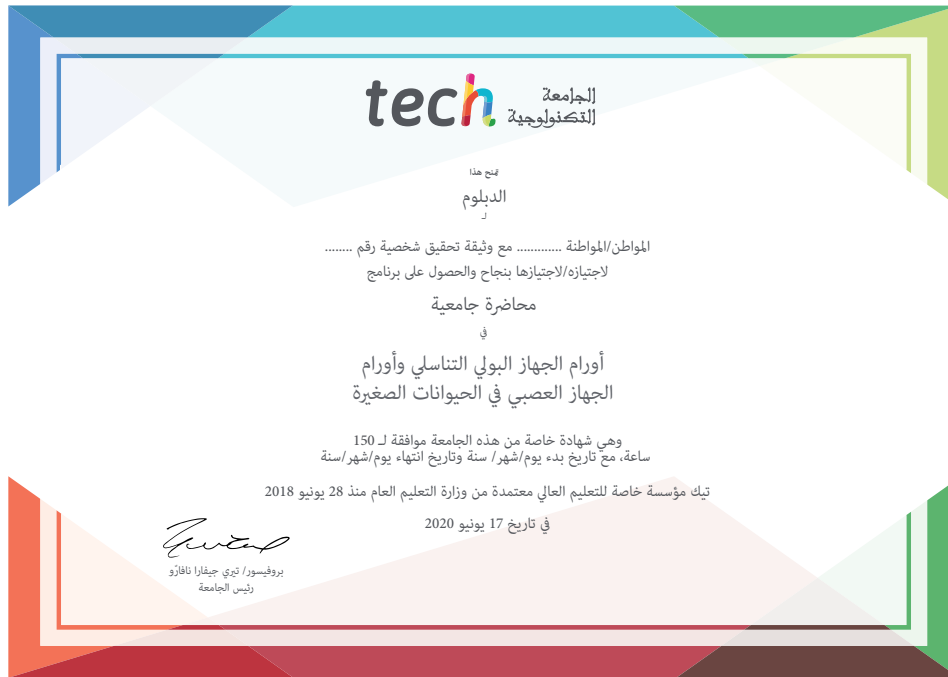 tech الجامعة
التكنولوجية
تمنح هذا
الدبلوم
لـ
المواطن/المواطنة ............. مع وثيقة تحقيق شخصية رقم ........
لاجتيازه/لاجتيازها بنجاح والحصول على برنامج
محاضرة جامعية
في
أورام الجهاز البولي التناسلي وأورام
الجهاز العصبي في الحيوانات الصغيرة
وهي شهادة خاصة من هذه الجامعة موافقة لـ 150
ساعة، مع تاريخ بدء يوم/شهر/ سنة وتاريخ انتهاء يوم/شهر/سنة
تيك مؤسسة خاصة للتعليم العالي معتمدة من وزارة التعليم العام منذ 28 يونيو 2018
في تاريخ 17 يونيو 2020
بروفيسور/ تيري جيفارا نافارّو
رئيس الجامعة